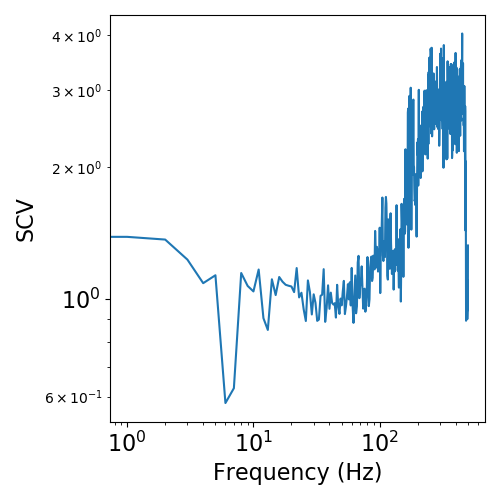 4 × 10⁰
3 × 10⁰
2 × 10⁰
10⁰
6 × 10⁻¹
SCV
10⁰ 10¹ 10²
Frequency (Hz)